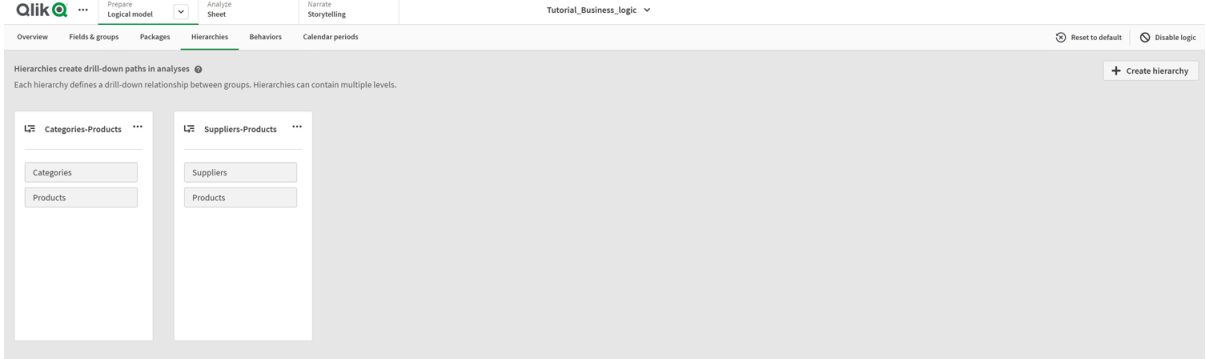 Qlik
Prepare
Logical model
Analyze
Sheet
Narrate
Storytelling
Tutorial_Business_logic
Overview Fields & groups Packages Hierarchies Behaviors Calendar periods Reset to default Disable logic
Hierarchies create drill-down paths in analyses
Each hierarchy defines a drill-down relationship between groups. Hierarchies can contain multiple levels.
Create hierarchy
Categories-Products
Categories
Products
Suppliers-Products
Suppliers
Products